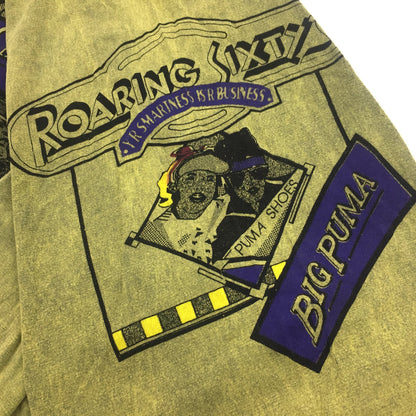 ROARING SIXTY
·Y'R SMARTNESS IS R BUSINESS·
PUMA SHOES
BIG PUMA